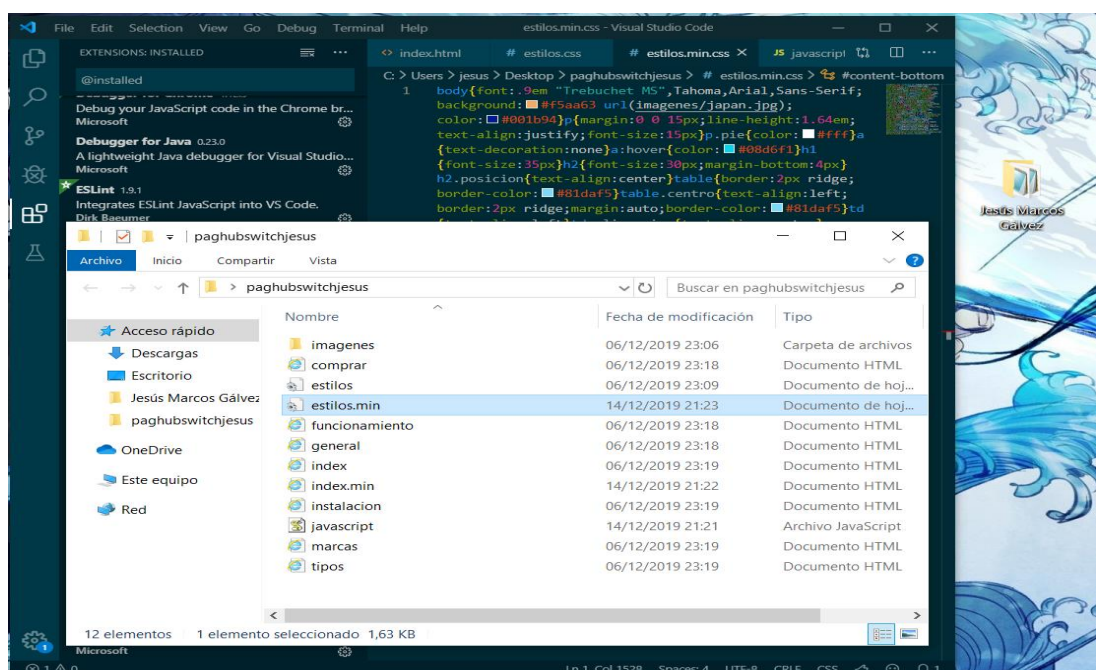 File Edit Selection View Go Debug Terminal Help estilos.min.css - Visual Studio Code
EXTENSIONS: INSTALLED
@installed
Debug your JavaScript code in the Chrome br...
Microsoft
Debugger for Java 0.23.0
A lightweight Java debugger for Visual Studio...
Microsoft
ESLint 1.9.1
Integrates ESLint JavaScript into VS Code.
Dirk Baeumer
index.html # estilos.css # estilos.min.css JS javascript
C: > Users > jesus > Desktop > paghubswitchjesus > # estilos.min.css > #content-bottom
1 body{font:.9em "Trebuchet MS",Tahoma,Arial,Sans-Serif;
background:#f5aa63 url(imagenes/japan.jpg);
color:#001b94}p{margin:0 0 15px;line-height:1.64em;
text-align:justify;font-size:15px}p.pie{color:#fff}a
{text-decoration:none}a:hover{color:#08d6f1}h1
{font-size:35px}h2{font-size:30px;margin-bottom:4px}
h2.posicion{text-align:center}table{border:2px ridge;
border-color:#81daf5}table.centro{text-align:left;
border:2px ridge;margin:auto;border-color:#81daf5}td
Jesús Marcos
Gálvez
paghubswitchjesus
Archivo Inicio Compartir Vista
paghubswitchjesus Buscar en paghubswitchjesus
Acceso rápido
Descargas
Escritorio
Jesús Marcos Gálvez
paghubswitchjesus
OneDrive
Este equipo
Red
Nombre Fecha de modificación Tipo
imagenes 06/12/2019 23:06 Carpeta de archivos
comprar 06/12/2019 23:18 Documento HTML
estilos 06/12/2019 23:09 Documento de hoj...
estilos.min 14/12/2019 21:23 Documento de hoj...
funcionamiento 06/12/2019 23:18 Documento HTML
general 06/12/2019 23:18 Documento HTML
index 06/12/2019 23:19 Documento HTML
index.min 14/12/2019 21:22 Documento HTML
instalacion 06/12/2019 23:19 Documento HTML
javascript 14/12/2019 21:21 Archivo JavaScript
marcas 06/12/2019 23:19 Documento HTML
tipos 06/12/2019 23:19 Documento HTML
12 elementos 1 elemento seleccionado 1,63 KB
Microsoft
1
Ln 1, Col 1528 Spaces: 4 UTF-8 CRLF CSS